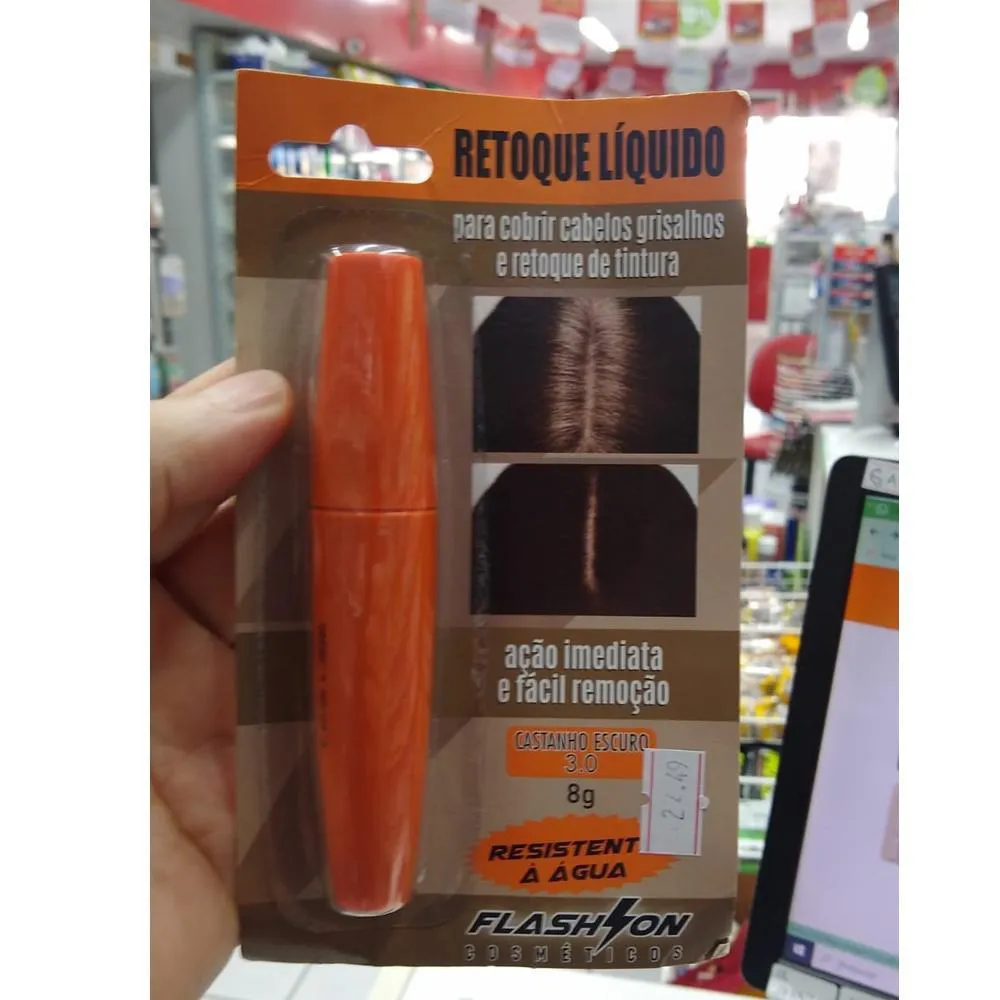 RETOQUE LÍQUIDO
para cobrir cabelos grisalhos
e retoque de tintura
ação imediata
e fácil remoção
CASTANHO ESCURO
3.0
8g
RESISTENT
À ÁGUA
FLASHION
COSMÉTICOS